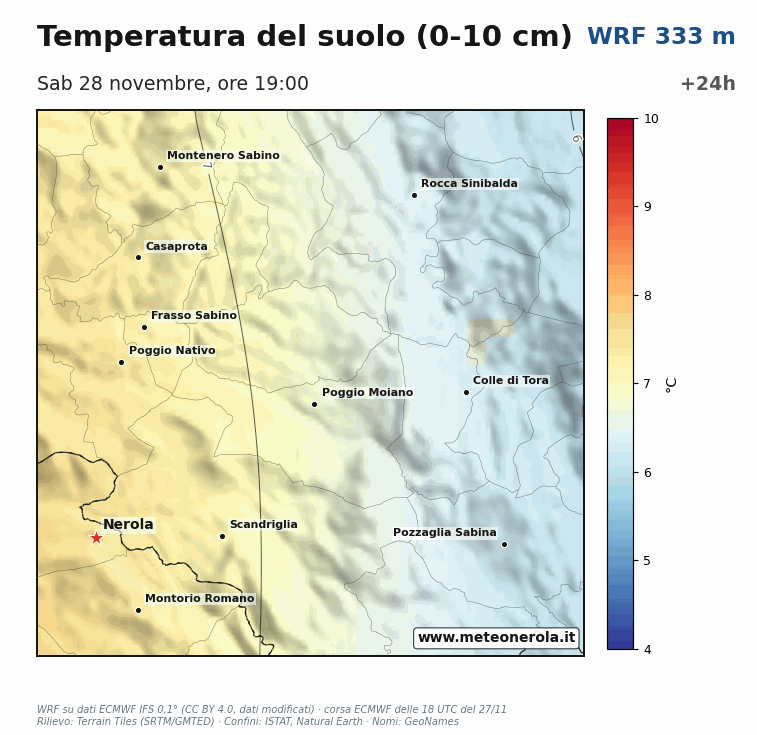 Temperatura del suolo (0-10 cm) WRF 333 m
Sab 28 novembre, ore 19:00 +24h
Montenero Sabino
7
6
Rocca Sinibalda
Casaprota
Frasso Sabino
Poggio Nativo
Poggio Moiano
Colle di Tora
Nerola
Scandriglia
Pozzaglia Sabina
Montorio Romano
www.meteonerola.it
10
9
8
7
6
5
4
°C
WRF su dati ECMWF IFS 0,1° (CC BY 4.0, dati modificati) · corsa ECMWF delle 18 UTC del 27/11
Rilievo: Terrain Tiles (SRTM/GMTED) · Confini: ISTAT, Natural Earth · Nomi: GeoNames